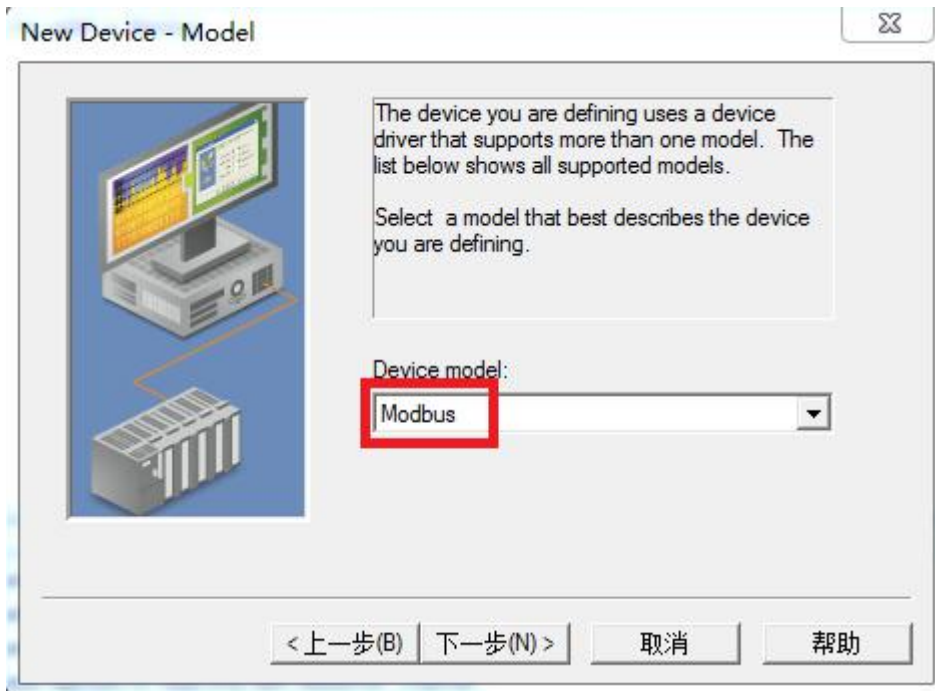 New Device - Model
The device you are defining uses a device
driver that supports more than one model.  The
list below shows all supported models.
Select  a model that best describes the device
you are defining.
Device model:
Modbus
<上一步(B)  下一步(N)>  取消  帮助